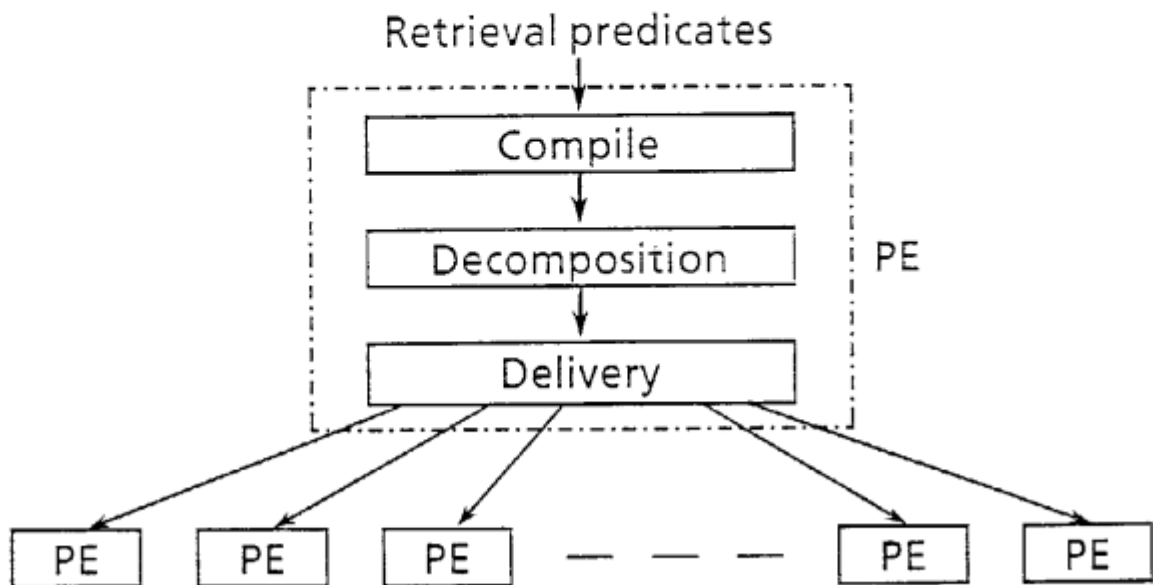 Retrieval predicates
Compile
Decomposition
PE
Delivery
PE
PE
PE
PE
PE